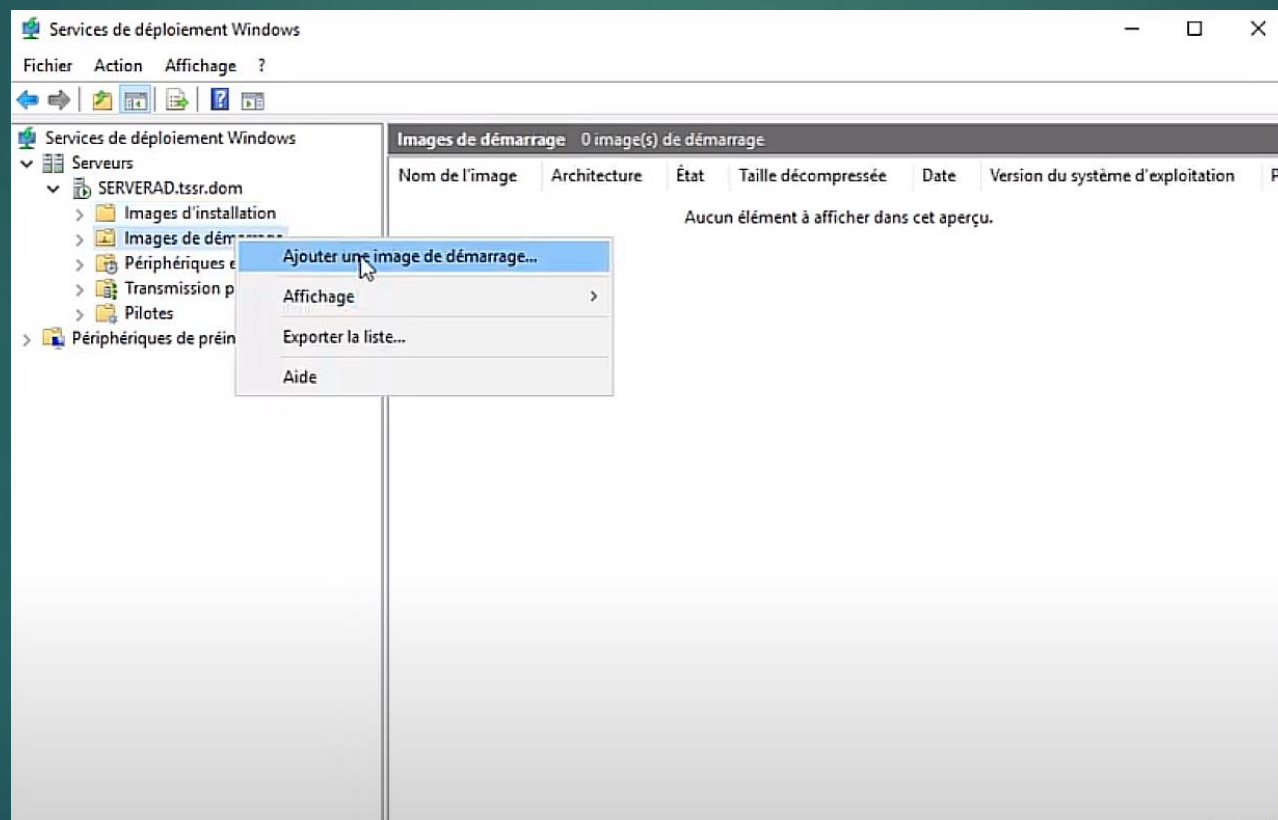 Services de déploiement Windows
Fichier Action Affichage ?
Services de déploiement Windows
Serveurs
SERVERAD.tssr.dom
Images d'installation
Images de démarrage
Périphériques e
Transmission p
Pilotes
Périphériques de préin
Ajouter une image de démarrage...
Affichage
Exporter la liste...
Aide
Images de démarrage 0 image(s) de démarrage
Nom de l'image Architecture État Taille décompressée Date Version du système d'exploitation P
Aucun élément à afficher dans cet aperçu.